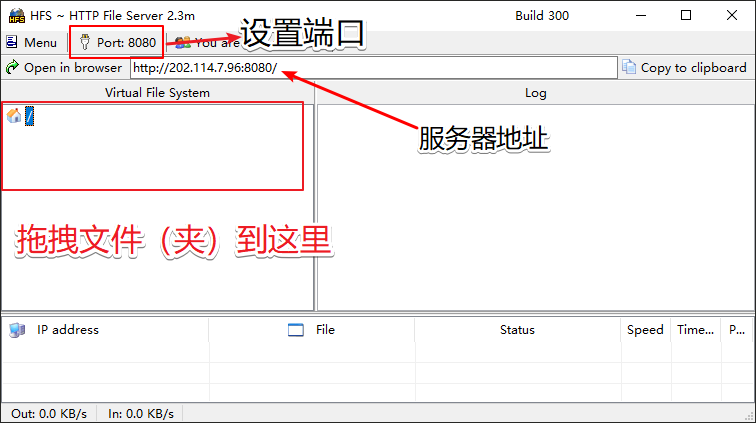 HFS ~ HTTP File Server 2.3m Build 300
Menu Port: 8080 You are 设置端口
Open in browser http://202.114.7.96:8080/ Copy to clipboard
Virtual File System Log
/
服务器地址
拖拽文件（夹）到这里
IP address File Status Speed Time... P...
Out: 0.0 KB/s In: 0.0 KB/s